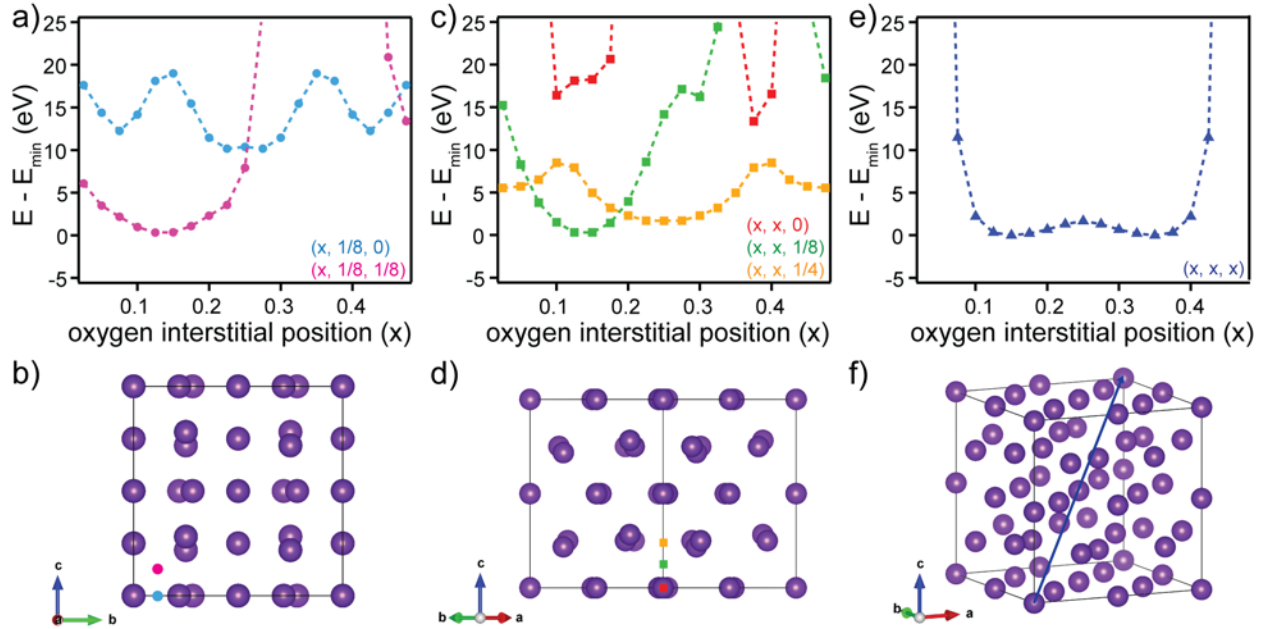 a)
25
20
15
10
5
0
-5
E - Emin (eV)
(x, 1/8, 0)
(x, 1/8, 1/8)
0.1 0.2 0.3 0.4
oxygen interstitial position (x)
c)
25
20
15
10
5
0
-5
E - Emin (eV)
(x, x, 0)
(x, x, 1/8)
(x, x, 1/4)
0.1 0.2 0.3 0.4
oxygen interstitial position (x)
e)
25
20
15
10
5
0
-5
E - Emin (eV)
(x, x, x)
0.1 0.2 0.3 0.4
oxygen interstitial position (x)
b)
c
a
b
d)
c
b
a
f)
c
b
a